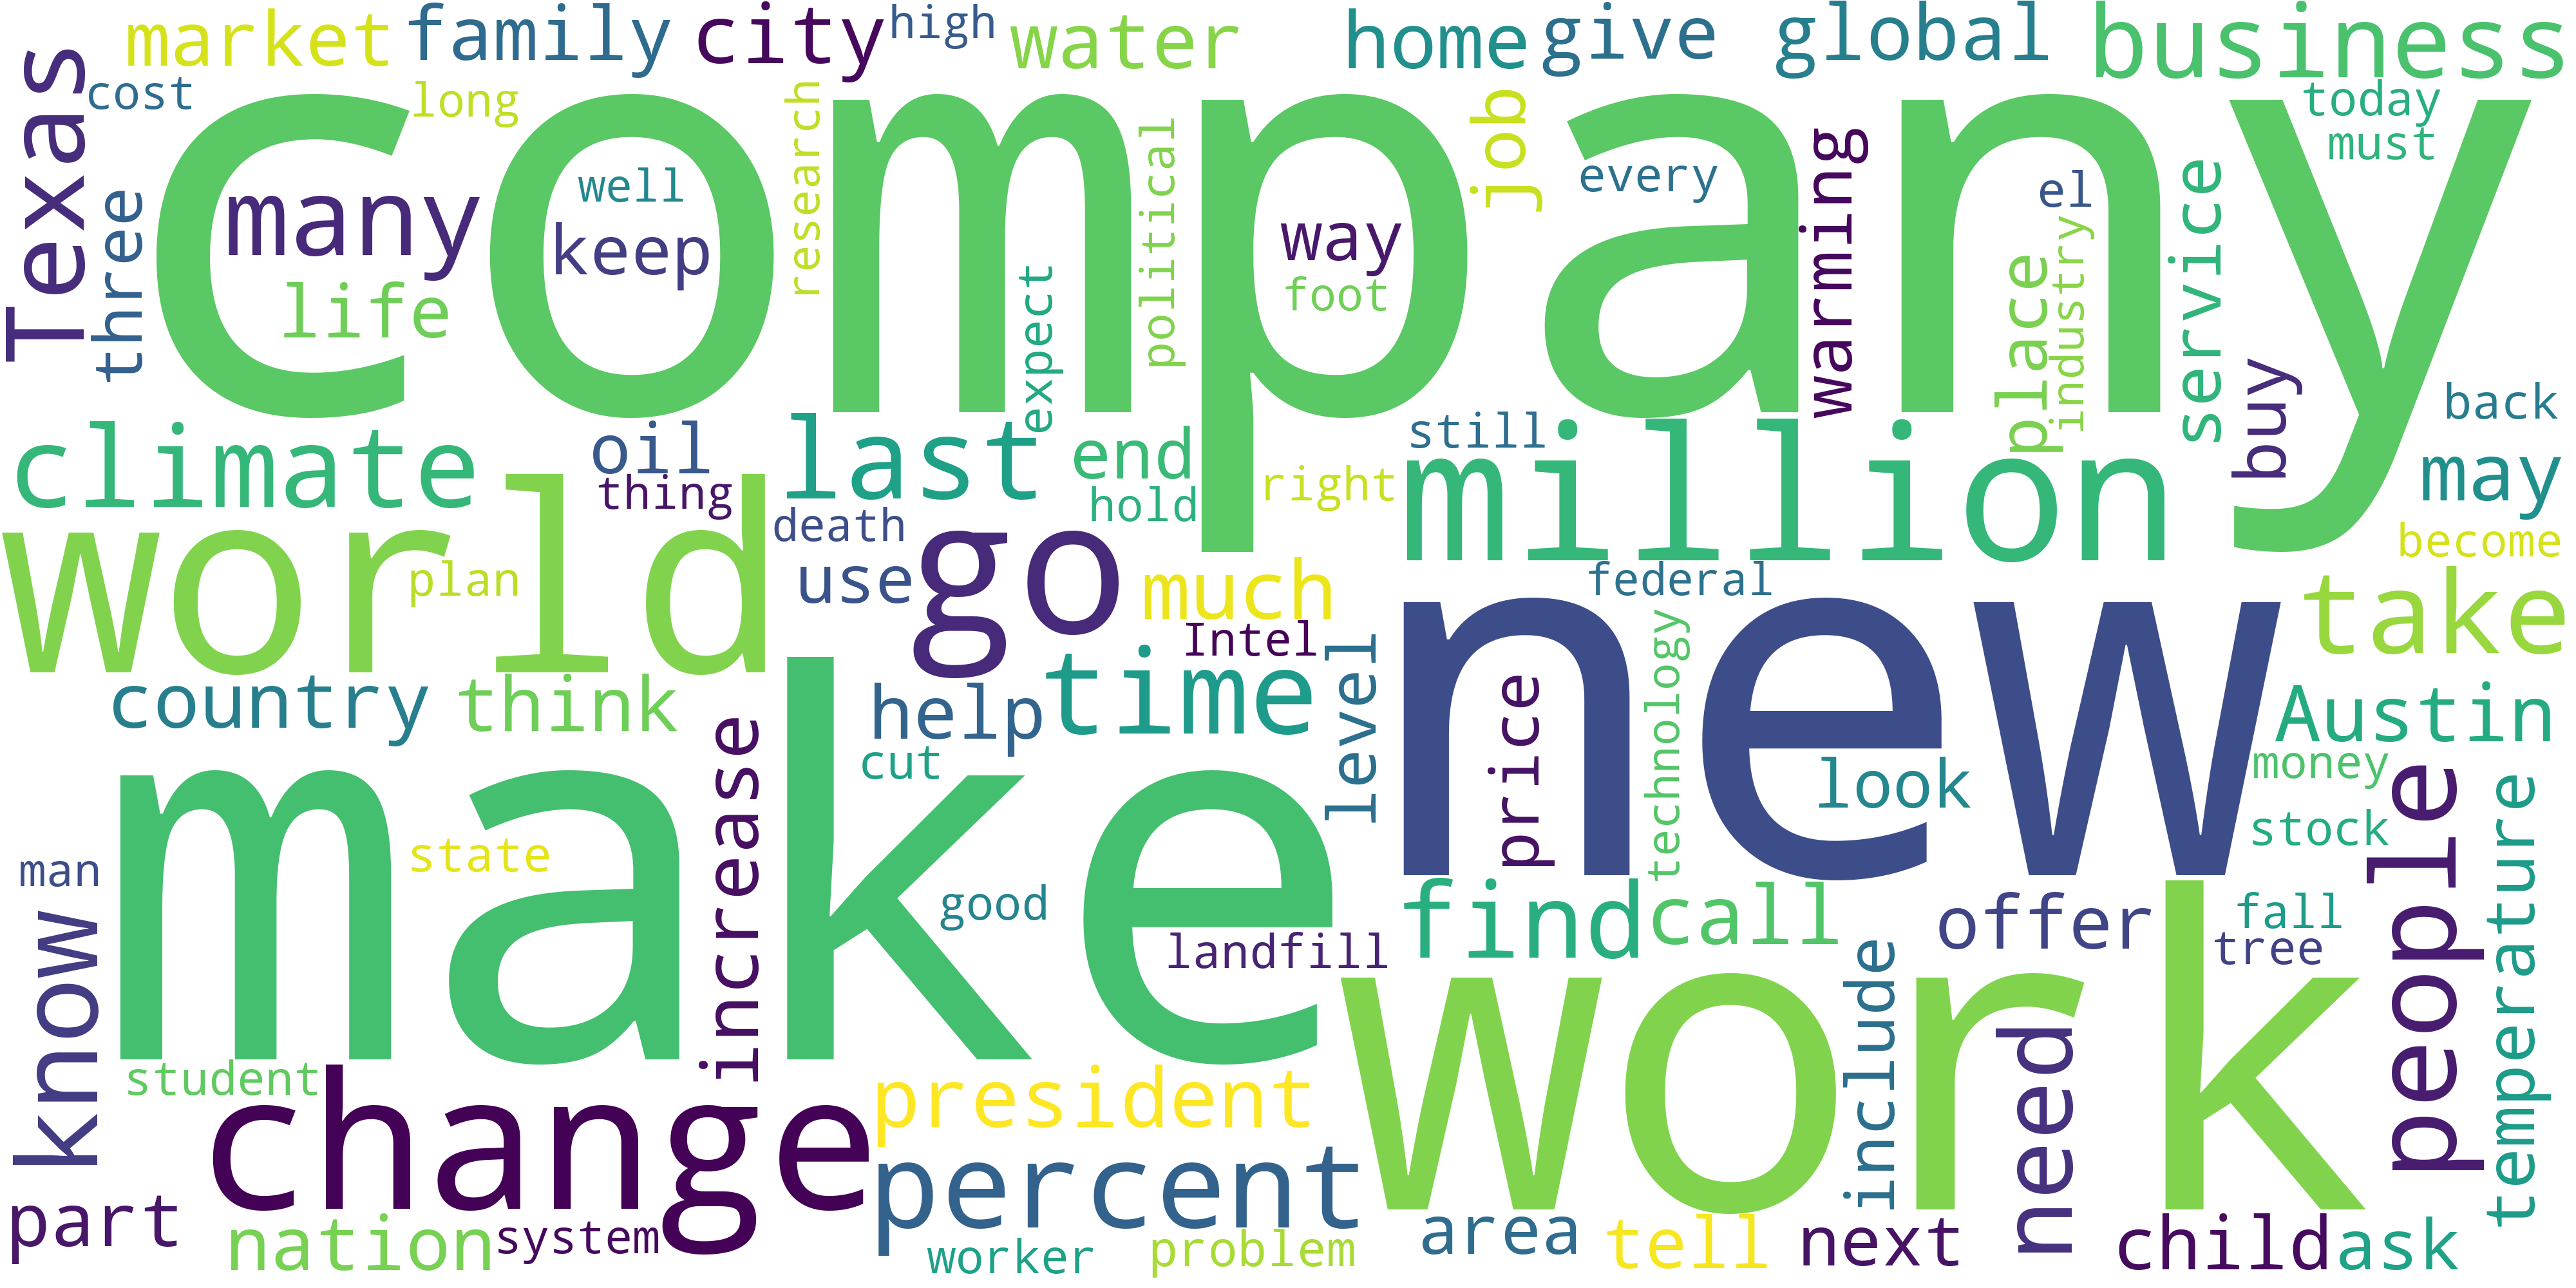 market
family
city
high
water
home
give
global
business
Texas
cost
long
company
research
political
job
every
warming
today
must
three
many
well
keep
life
way
foot
expect
el
industry
place
service
buy
back
climate
oil
thing
last
end
hold
right
still
million
may
world
plan
death
use
go
much
Intel
federal
become
take
country
think
help
time
level
new
price
technology
look
Austin
money
make
cut
increase
state
good
landfill
stock
people
temperature
man
know
find
call
offer
fall
tree
work
include
need
student
change
president
percent
part
nation
system
worker
problem
area
tell
next
child
ask